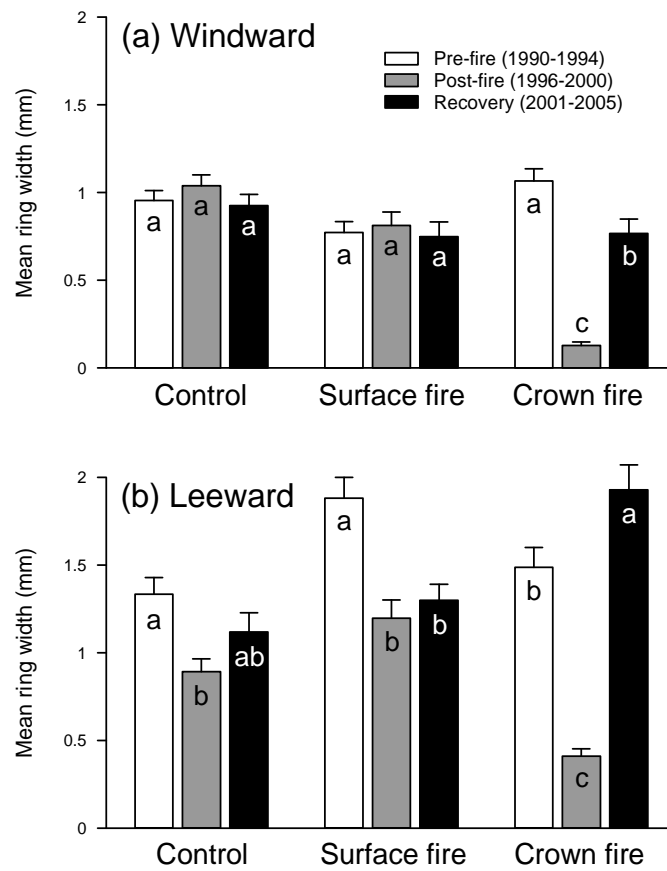 (a) Windward
Pre-fire (1990-1994)
Post-fire (1996-2000)
Recovery (2001-2005)
Mean ring width (mm)
2
1.5
1
0.5
0
a a a
a a a
a c b
Control Surface fire Crown fire
(b) Leeward
Mean ring width (mm)
2
1.5
1
0.5
0
a b ab
a b b
b c a
Control Surface fire Crown fire